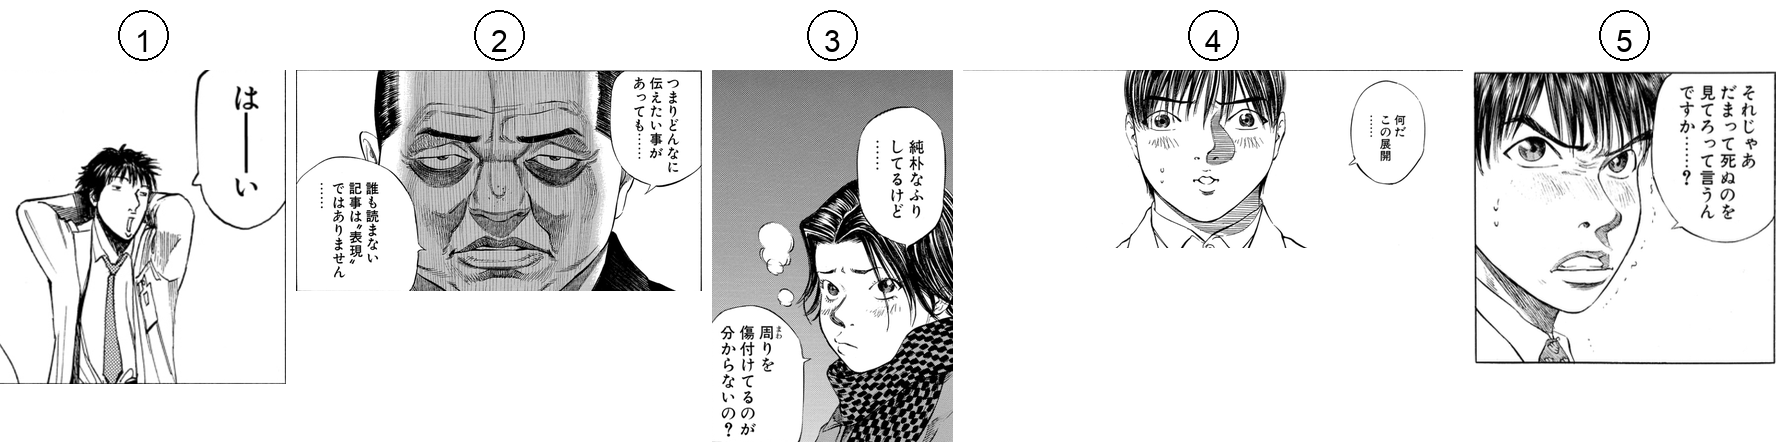 1
はーい
2
つまりどんなに
伝えたい事が
あっても……
誰も読まない
記事は〝表現〟
ではありません
……
3
純朴なふり
してるけど
……
周りを
まわ
傷付けてるのが
分からないの？
4
何だ
この展開
……
5
それじゃあ
だまって死ぬのを
見てろって言うん
ですか……？